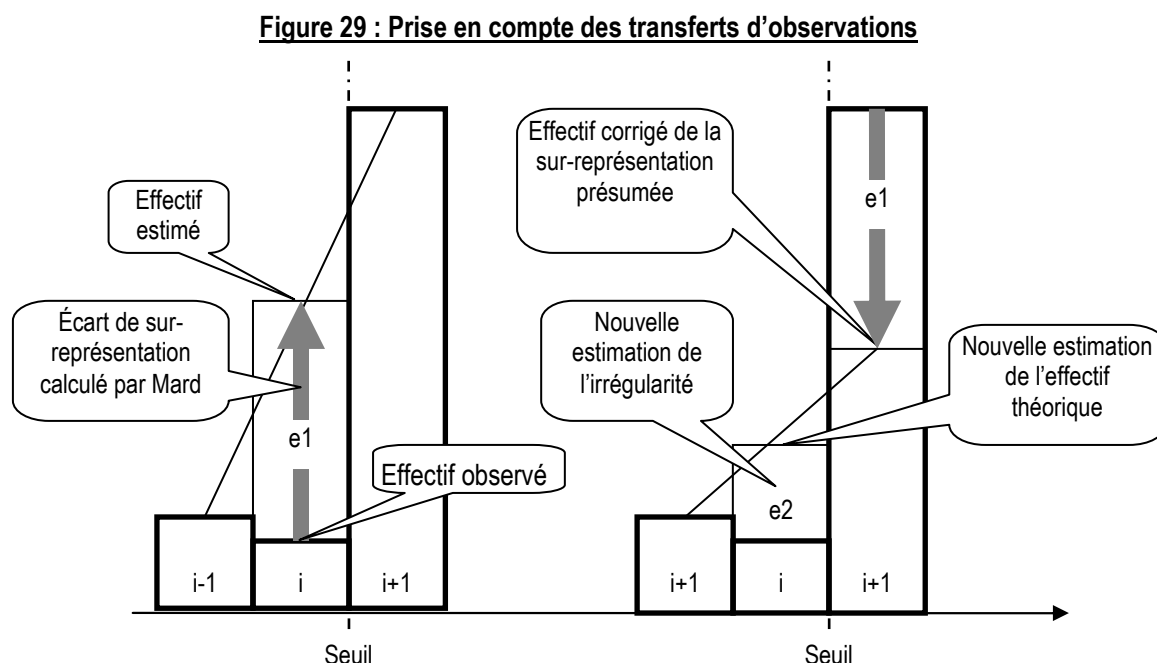 Figure 29 : Prise en compte des transferts d’observations
Effectif
estimé
Écart de sur-
représentation
calculé par Mard
e1
Effectif observé
i-1
i
i+1
Seuil
Effectif corrigé de la
sur-représentation
présumée
e1
Nouvelle
estimation de
l’irrégularité
Nouvelle estimation
de l’effectif
théorique
e2
i+1
i
i+1
Seuil